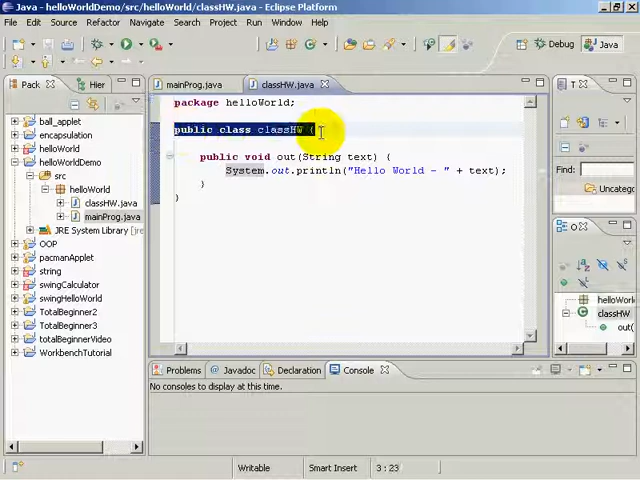 Java - helloWorldDemo/src/helloWorld/classHW.java - Eclipse Platform
File Edit Source Refactor Navigate Search Project Run Window Help
Debug
Java
Pack
Hier
mainProg.java
classHW.java
T
ball_applet
encapsulation
helloWorld
helloWorldDemo
src
helloWorld
classHW.java
mainProg.java
JRE System Library [
OOP
pacmanApplet
string
swingCalculator
swingHelloWorld
TotalBeginner2
TotalBeginner3
totalBeginnerVideo
WorkbenchTutorial
package helloWorld;
public class classHW {
public void out(String text) {
System.out.println("Hello World - " + text);
}
}
Find
Uncateg
O
helloWorl
classHW
out(
Problems
Javadoc
Declaration
Console
No consoles to display at this time.
Writable
Smart Insert
3 : 23